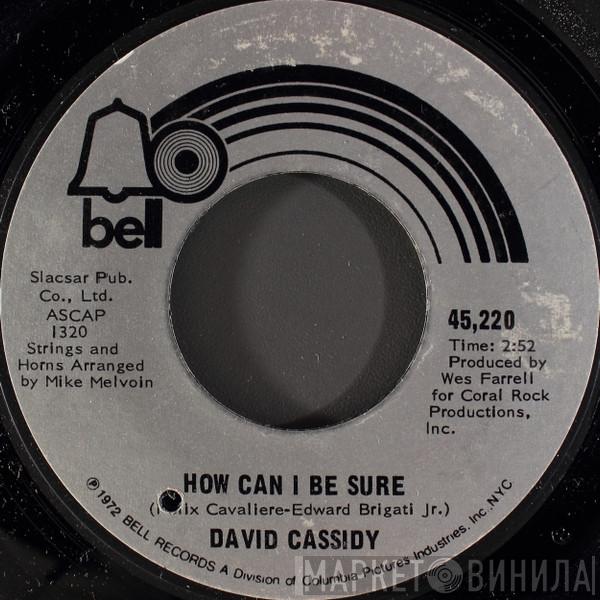 bell
Slacsar Pub.
Co., Ltd.
ASCAP
1320
Strings and
Horns Arranged
by Mike Melvoin
45,220
Time: 2:52
Produced by
Wes Farrell
for Coral Rock
Productions,
Inc.
HOW CAN I BE SURE
Cavaliere-Edward Brigati Jr.)
DAVID CASSIDY
℗ 1972 BELL RECORDS A Division of Columbia Pictures Industries, Inc., NYC
МАРКЕТ ВИНИЛА